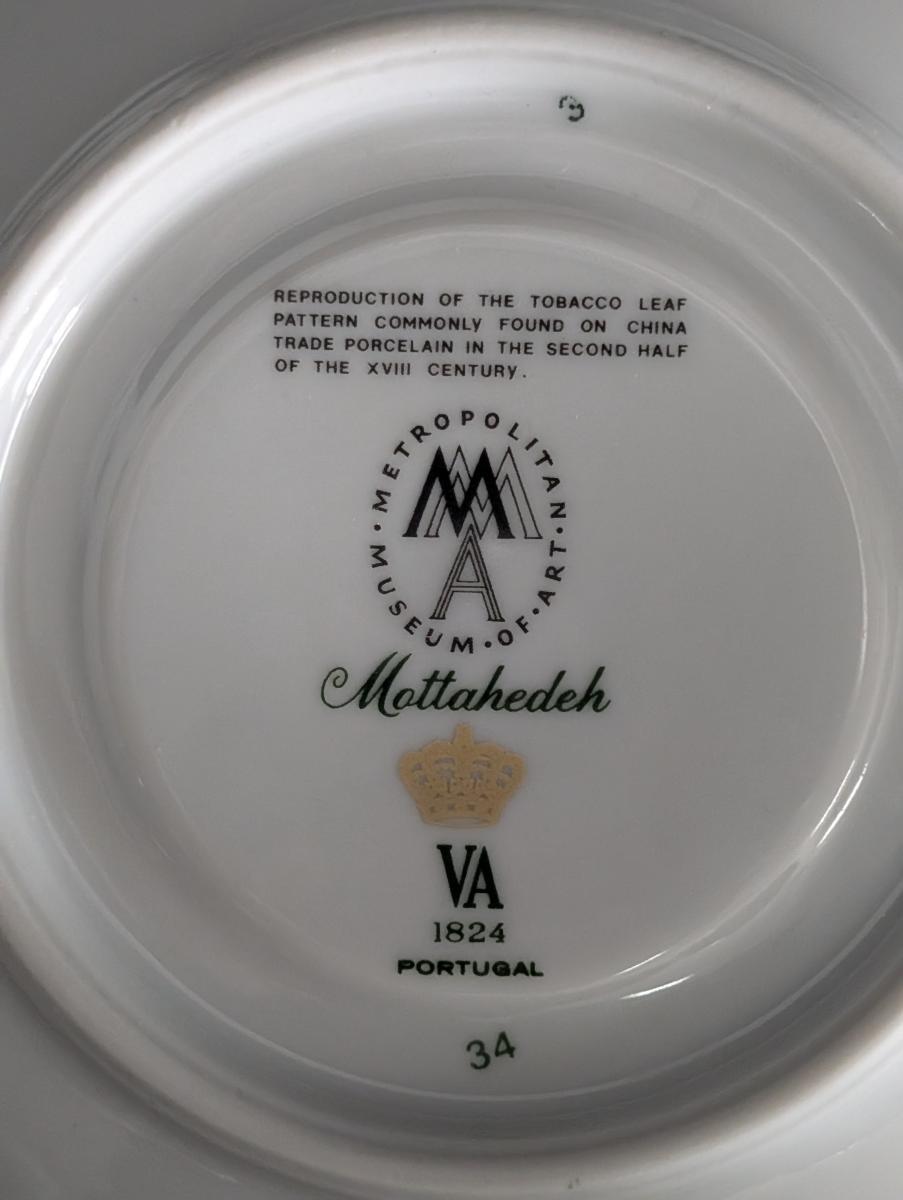 REPRODUCTION OF THE TOBACCO LEAF
PATTERN COMMONLY FOUND ON CHINA
TRADE PORCELAIN IN THE SECOND HALF
OF THE XVIII CENTURY.
METROPOLITAN · MUSEUM · OF · ART ·
MMA
Mottahedeh
VA
1824
PORTUGAL
34